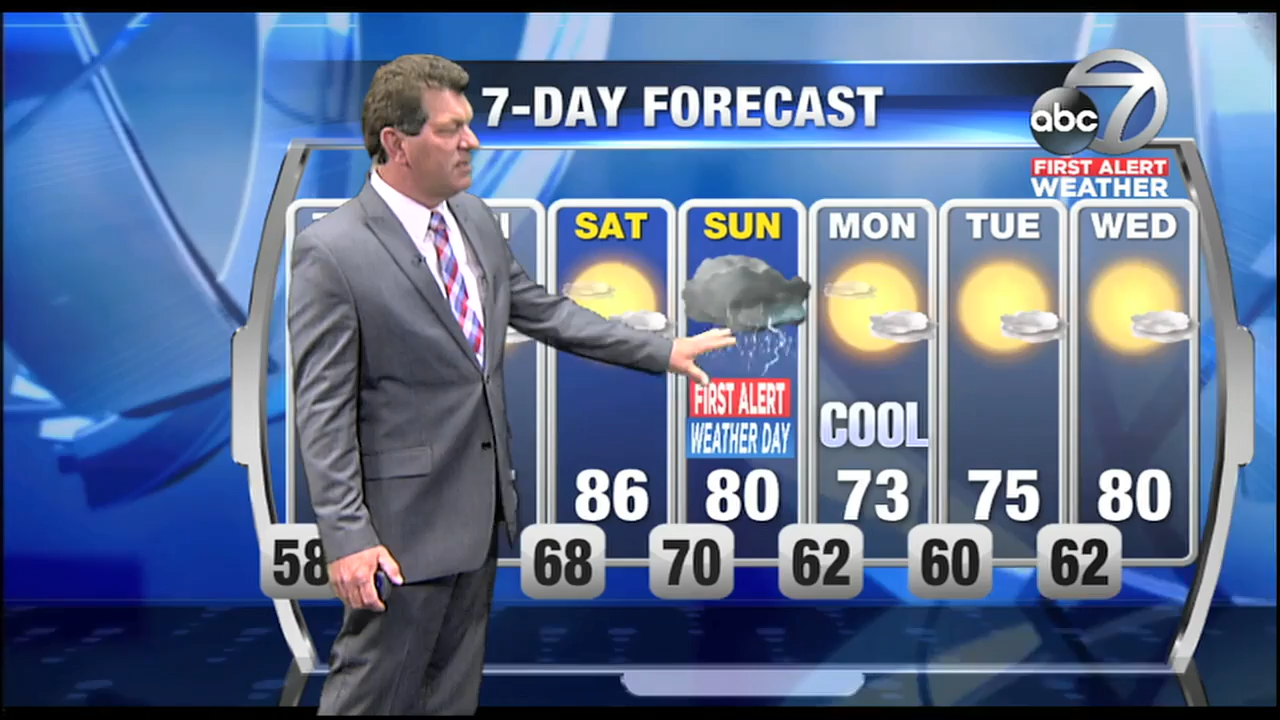 7-DAY FORECAST
abc 7
FIRST ALERT
WEATHER
SAT SUN MON TUE WED
FIRST ALERT
WEATHER DAY
COOL
86 80 73 75 80
58 68 70 62 60 62